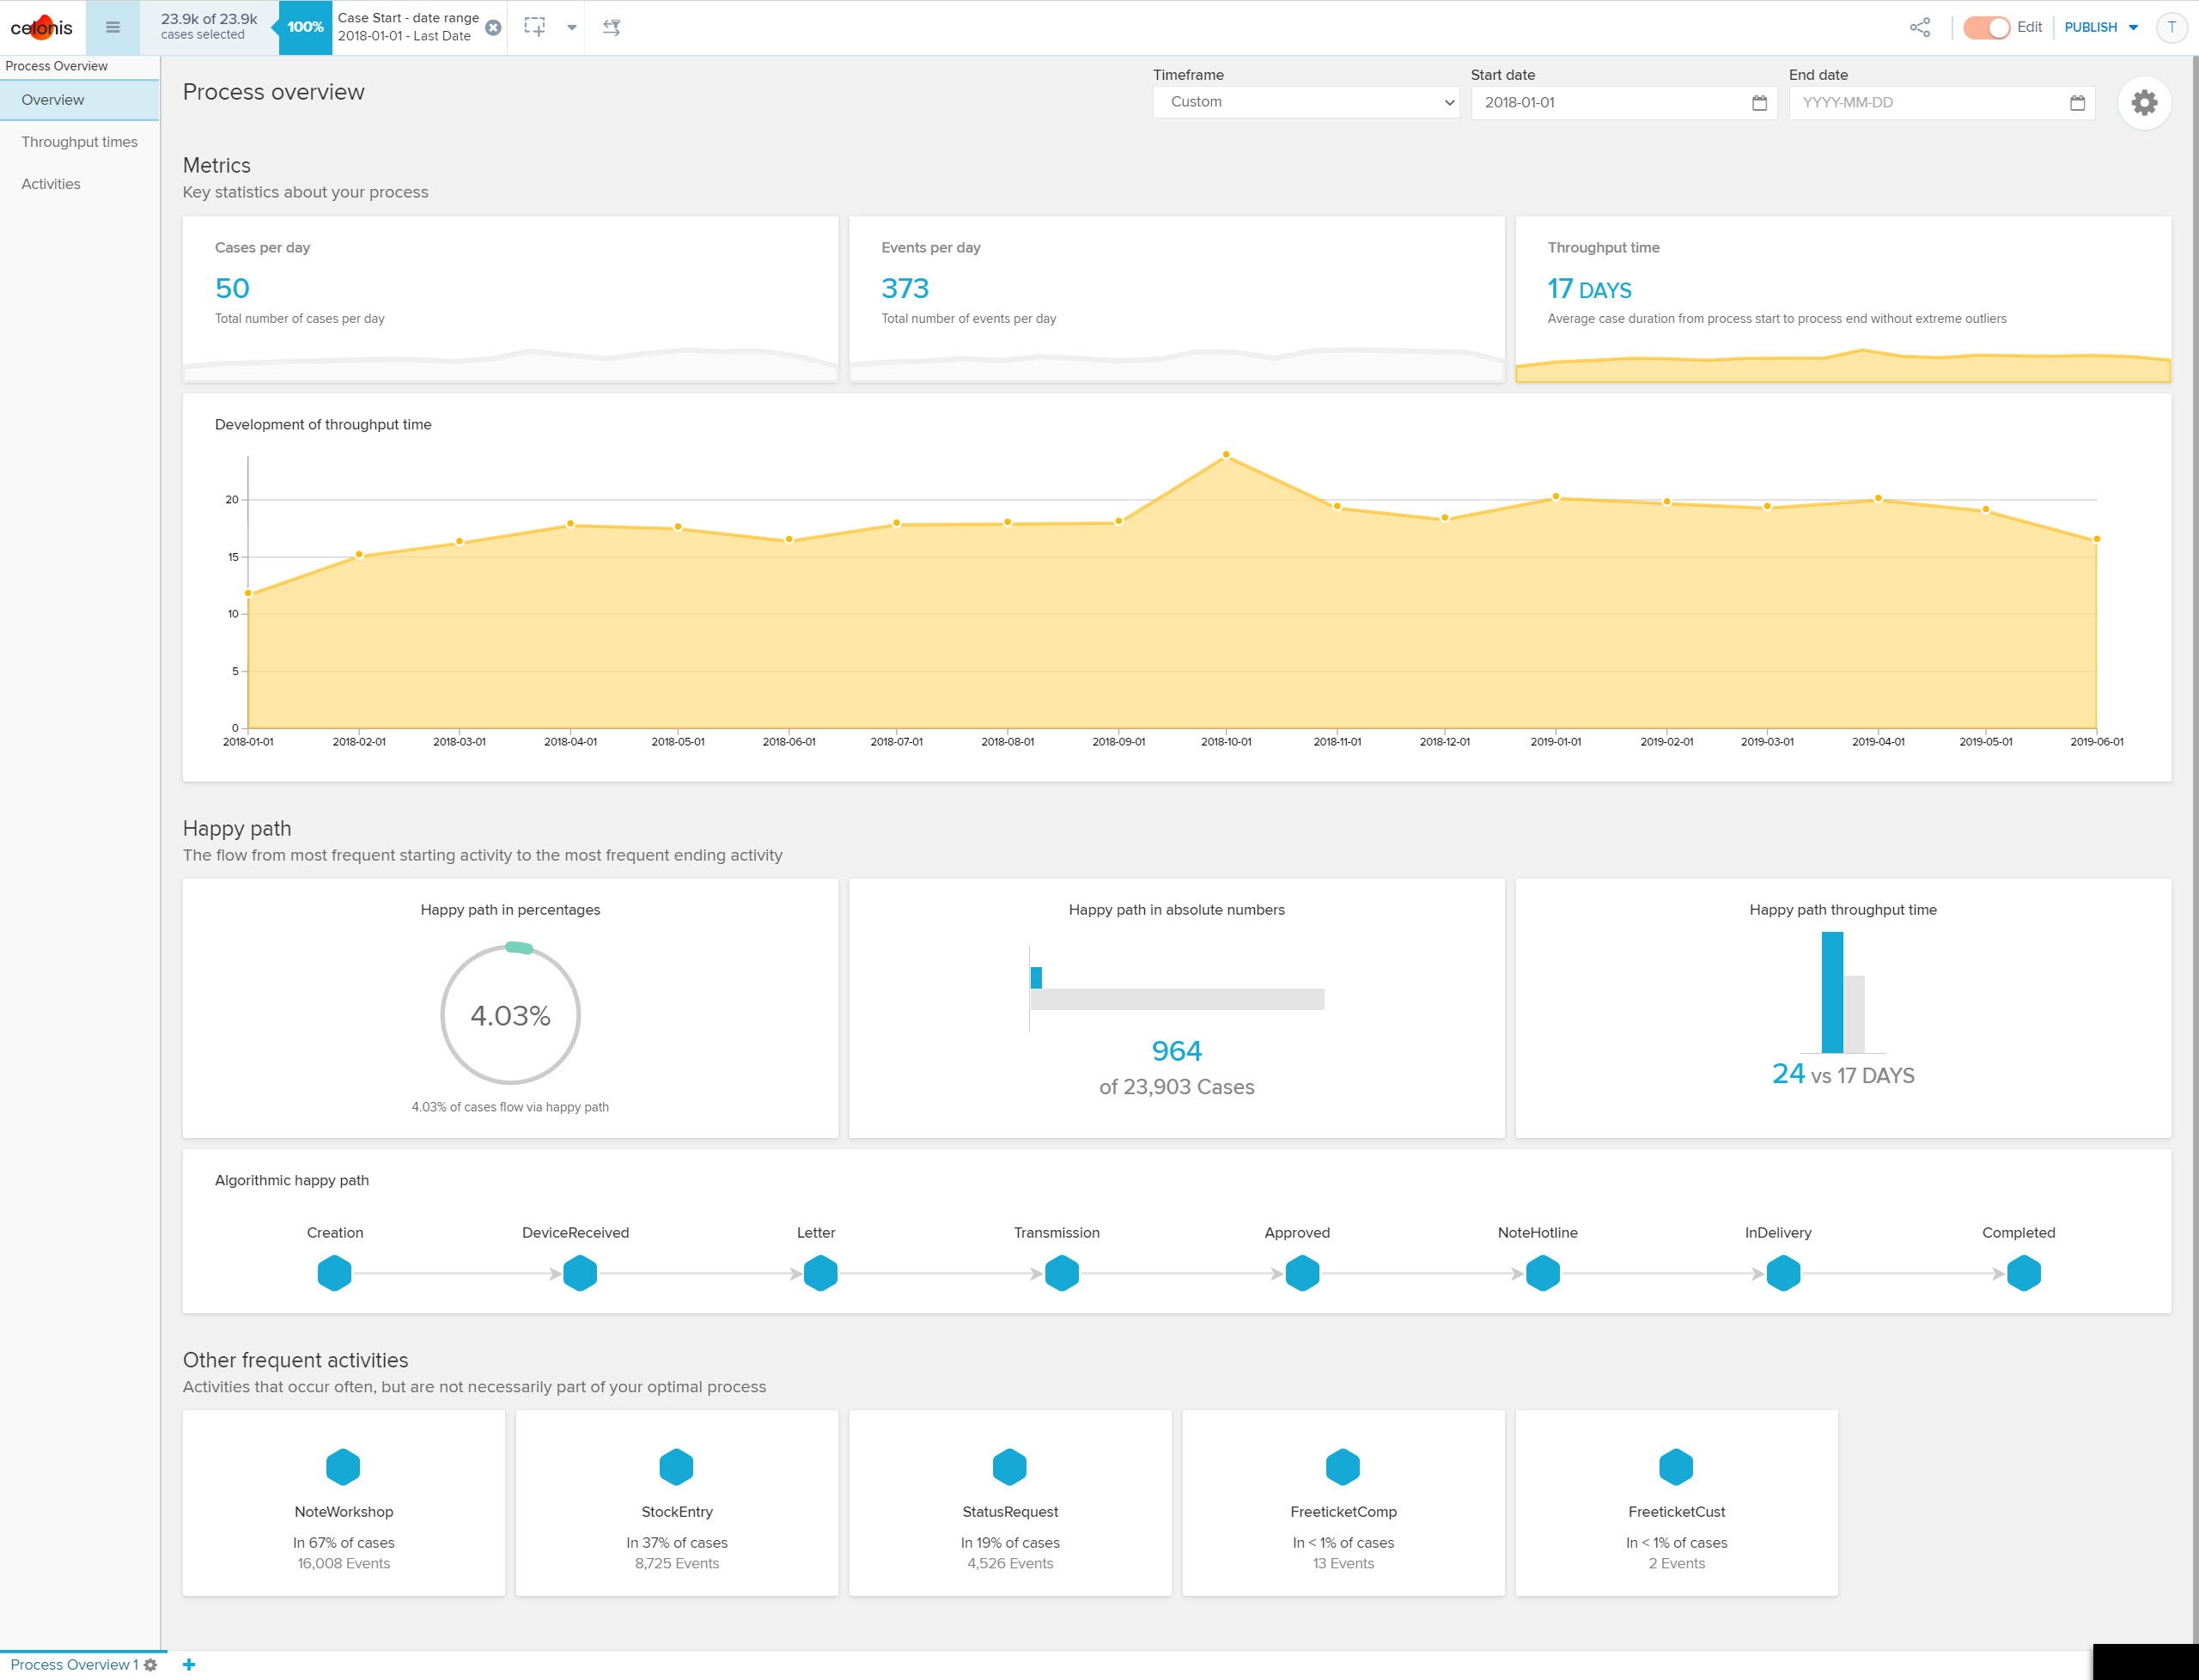 celonis
23.9k of 23.9k
cases selected
100%
Case Start - date range
2018-01-01 - Last Date
Edit
PUBLISH
T
Process Overview
Overview
Throughput times
Activities
Process overview
Timeframe
Custom
Start date
2018-01-01
End date
YYYY-MM-DD
Metrics
Key statistics about your process
Cases per day
50
Total number of cases per day
Events per day
373
Total number of events per day
Throughput time
17 DAYS
Average case duration from process start to process end without extreme outliers
Development of throughput time
20
15
10
5
0
2018-01-01
2018-02-01
2018-03-01
2018-04-01
2018-05-01
2018-06-01
2018-07-01
2018-08-01
2018-09-01
2018-10-01
2018-11-01
2018-12-01
2019-01-01
2019-02-01
2019-03-01
2019-04-01
2019-05-01
2019-06-01
Happy path
The flow from most frequent starting activity to the most frequent ending activity
Happy path in percentages
4.03%
4.03% of cases flow via happy path
Happy path in absolute numbers
964
of 23,903 Cases
Happy path throughput time
24 vs 17 DAYS
Algorithmic happy path
Creation
DeviceReceived
Letter
Transmission
Approved
NoteHotline
InDelivery
Completed
Other frequent activities
Activities that occur often, but are not necessarily part of your optimal process
NoteWorkshop
In 67% of cases
16,008 Events
StockEntry
In 37% of cases
8,725 Events
StatusRequest
In 19% of cases
4,526 Events
FreeticketComp
In < 1% of cases
13 Events
FreeticketCust
In < 1% of cases
2 Events
Process Overview 1